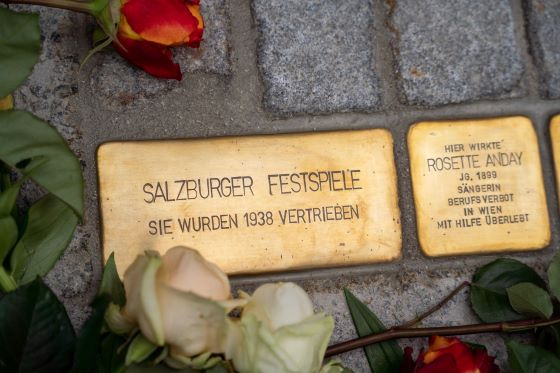 SALZBURGER FESTSPIELE
SIE WURDEN 1938 VERTRIEBEN
HIER WIRKTE
ROSETTE ANDAY
JG. 1899
SÄNGERIN
BERUFSVERBOT
IN WIEN
MIT HILFE ÜBERLEBT